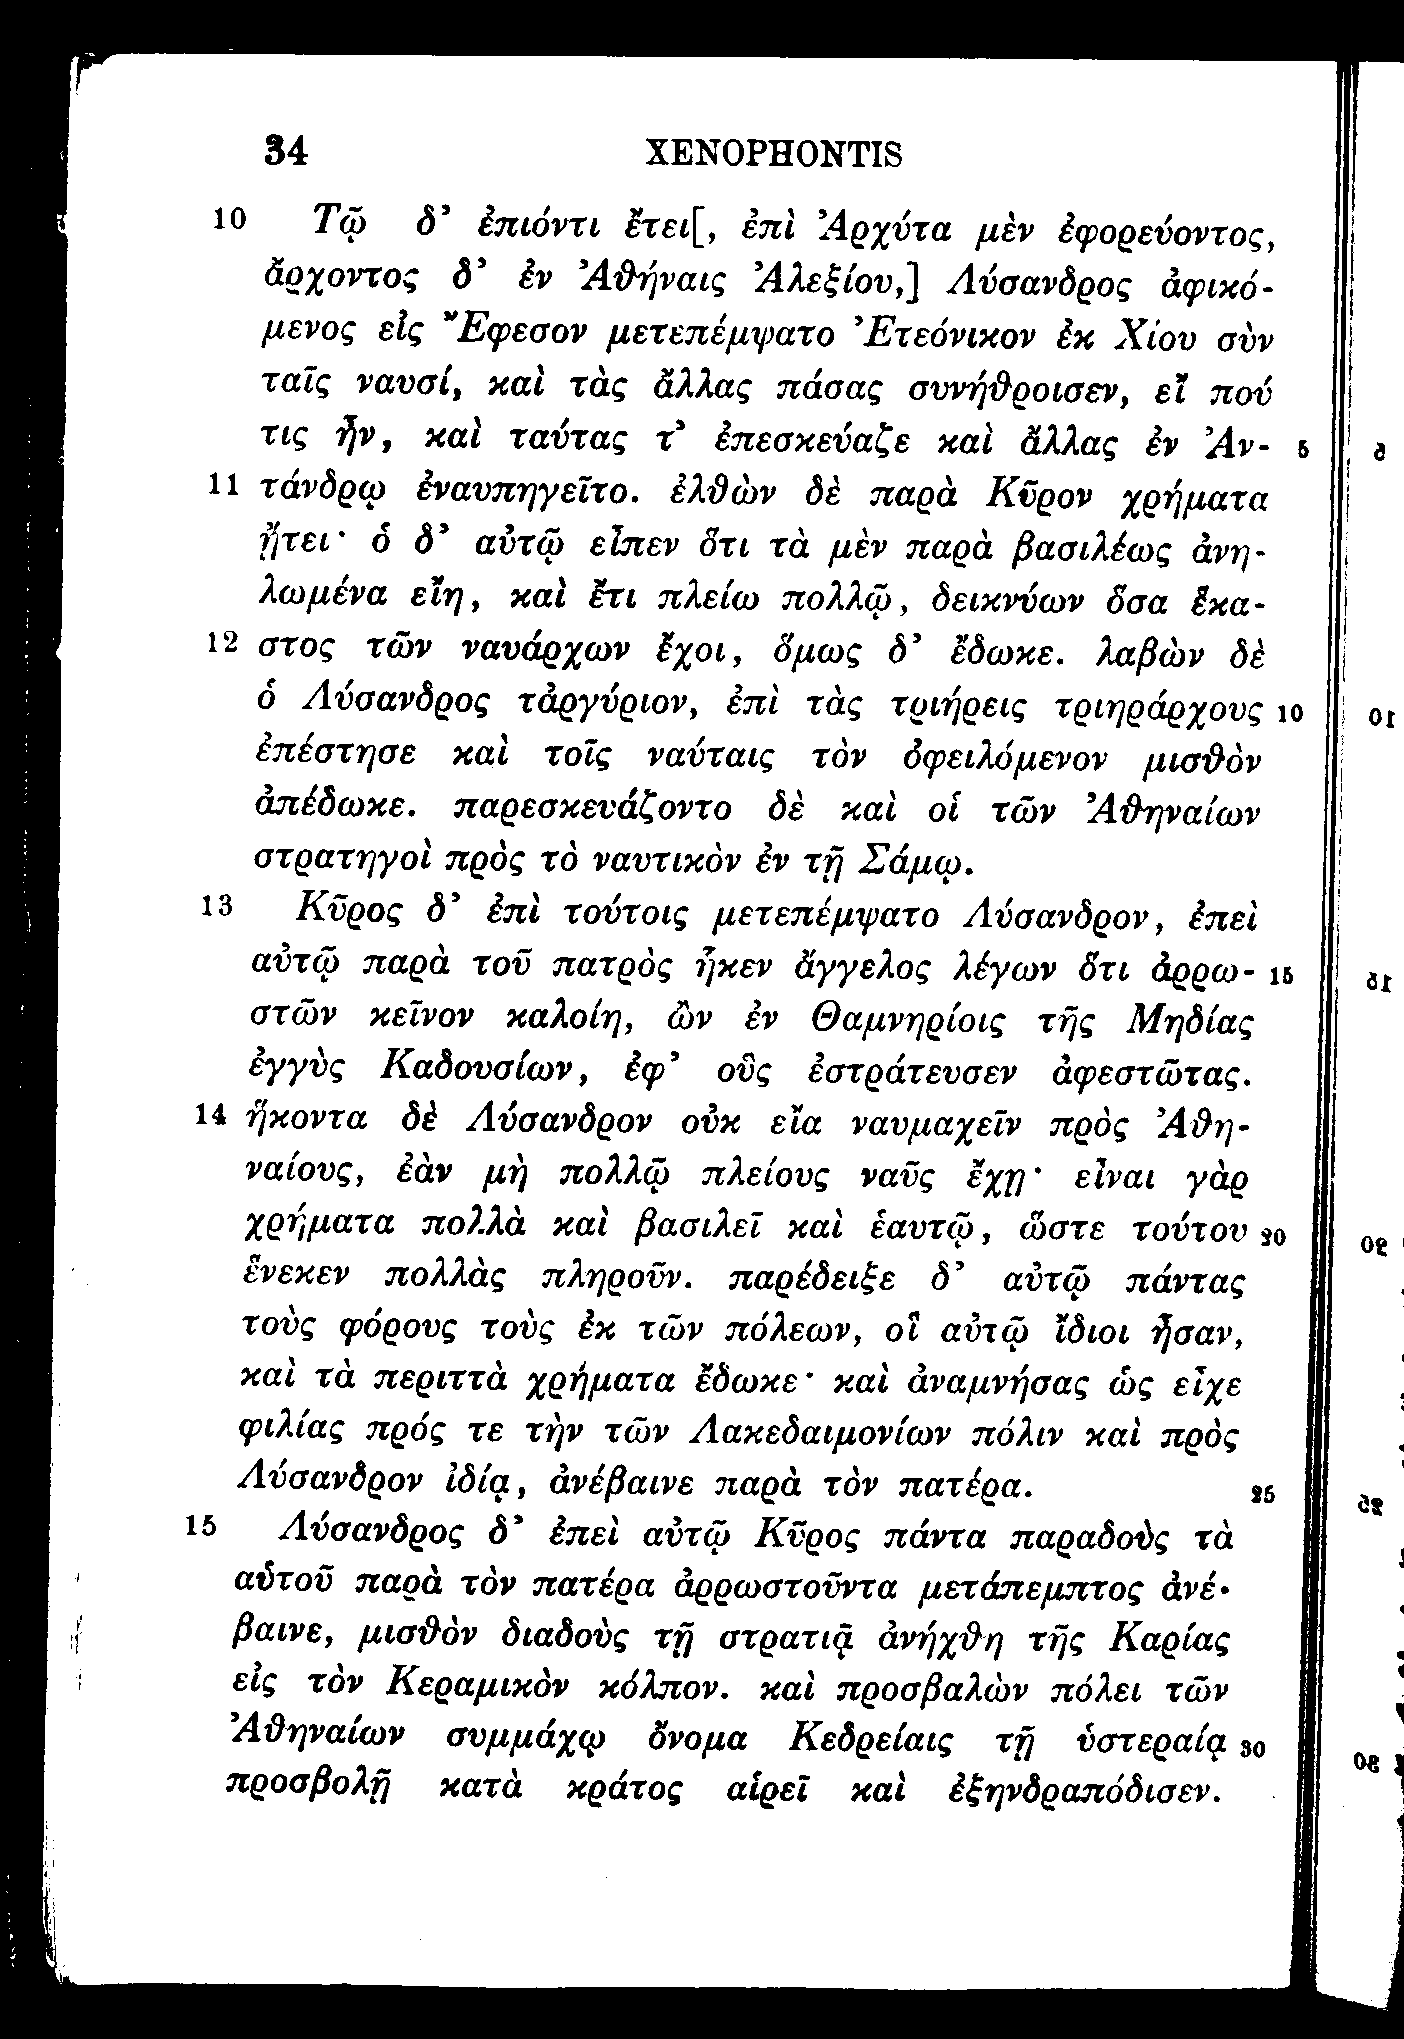 34 XENOPHONTIS
10 Τῷ δ’ ἐπιόντι ἔτει[, ἐπὶ Ἀρχύτα μὲν ἐφορεύοντος,
ἄρχοντος δ’ ἐν Ἀθήναις Ἀλεξίου,] Λύσανδρος ἀφικό-
μενος εἰς Ἔφεσον μετεπέμψατο Ἐτεόνικον ἐκ Χίου σὺν
ταῖς ναυσί, καὶ τὰς ἄλλας πάσας συνήθροισεν, εἴ πού
τις ἦν, καὶ ταύτας τ’ ἐπεσκεύαζε καὶ ἄλλας ἐν Ἀν- 5
11 τάνδρῳ ἐναυπηγεῖτο. ἐλθὼν δὲ παρὰ Κῦρον χρήματα
ᾔτει· ὁ δ’ αὐτῷ εἶπεν ὅτι τὰ μὲν παρὰ βασιλέως ἀνη-
λωμένα εἴη, καὶ ἔτι πλείω πολλῷ, δεικνύων ὅσα ἕκα-
12 στος τῶν ναυάρχων ἔχοι, ὅμως δ’ ἔδωκε. λαβὼν δὲ
ὁ Λύσανδρος τἀργύριον, ἐπὶ τὰς τριήρεις τριηράρχους 10
ἐπέστησε καὶ τοῖς ναύταις τὸν ὀφειλόμενον μισθὸν
ἀπέδωκε. παρεσκευάζοντο δὲ καὶ οἱ τῶν Ἀθηναίων
στρατηγοὶ πρὸς τὸ ναυτικὸν ἐν τῇ Σάμῳ.
13 Κῦρος δ’ ἐπὶ τούτοις μετεπέμψατο Λύσανδρον, ἐπεὶ
αὐτῷ παρὰ τοῦ πατρὸς ἧκεν ἄγγελος λέγων ὅτι ἀρρω- 15
στῶν κεῖνον καλοίη, ὢν ἐν Θαμνηρίοις τῆς Μηδίας
ἐγγὺς Καδουσίων, ἐφ’ οὓς ἐστράτευσεν ἀφεστῶτας.
14 ἥκοντα δὲ Λύσανδρον οὐκ εἴα ναυμαχεῖν πρὸς Ἀθη-
ναίους, ἐὰν μὴ πολλῷ πλείους ναῦς ἔχῃ· εἶναι γὰρ
χρήματα πολλὰ καὶ βασιλεῖ καὶ ἑαυτῷ, ὥστε τούτου 20
ἕνεκεν πολλὰς πληροῦν. παρέδειξε δ’ αὐτῷ πάντας
τοὺς φόρους τοὺς ἐκ τῶν πόλεων, οἳ αὐτῷ ἴδιοι ἦσαν,
καὶ τὰ περιττὰ χρήματα ἔδωκε· καὶ ἀναμνήσας ὡς εἶχε
φιλίας πρός τε τὴν τῶν Λακεδαιμονίων πόλιν καὶ πρὸς
Λύσανδρον ἰδίᾳ, ἀνέβαινε παρὰ τὸν πατέρα. 25
15 Λύσανδρος δ’ ἐπεὶ αὐτῷ Κῦρος πάντα παραδοὺς τὰ
αὑτοῦ παρὰ τὸν πατέρα ἀρρωστοῦντα μετάπεμπτος ἀνέ-
βαινε, μισθὸν διαδοὺς τῇ στρατιᾷ ἀνήχθη τῆς Καρίας
εἰς τὸν Κεραμικὸν κόλπον. καὶ προσβαλὼν πόλει τῶν
Ἀθηναίων συμμάχῳ ὄνομα Κεδρείαις τῇ ὑστεραίᾳ 30
προσβολῇ κατὰ κράτος αἱρεῖ καὶ ἐξηνδραπόδισεν.